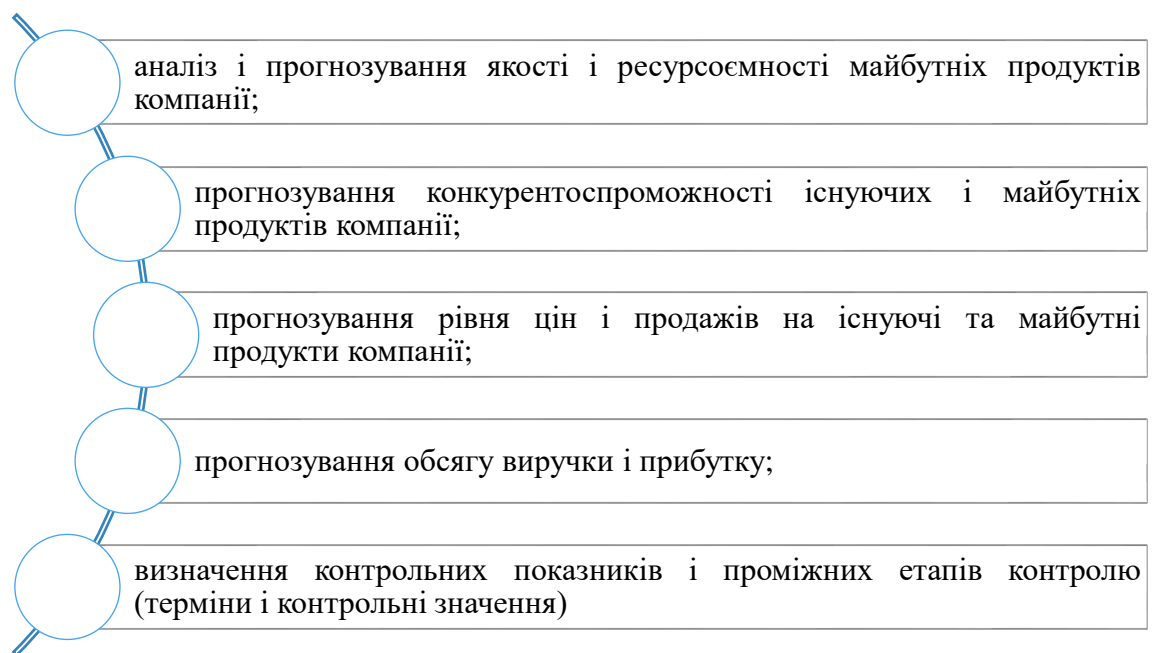 аналіз і прогнозування якості і ресурсоємності майбутніх продуктів
компанії;
прогнозування конкурентоспроможності існуючих і майбутніх
продуктів компанії;
прогнозування рівня цін і продажів на існуючі та майбутні
продукти компанії;
прогнозування обсягу виручки і прибутку;
визначення контрольних показників і проміжних етапів контролю
(терміни і контрольні значення)